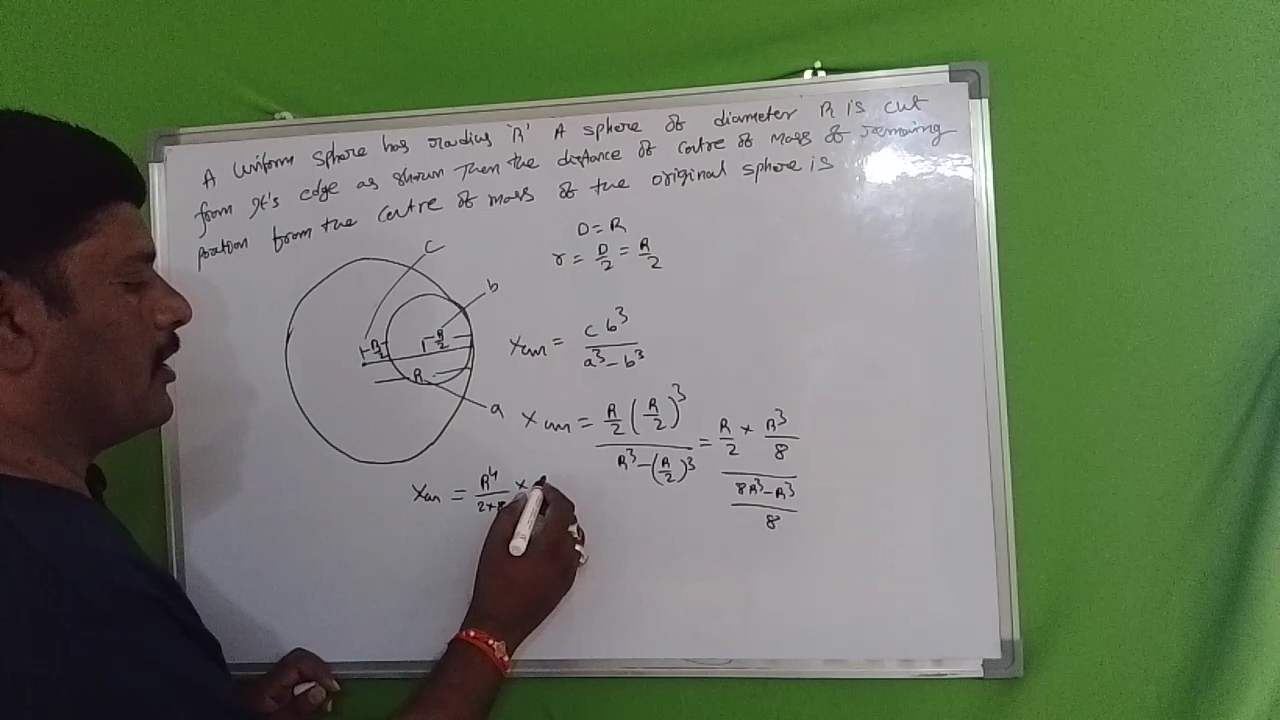 A uniform sphere has radius 'R' A sphere of diameter R is cut
from It's edge as shown Then the distance of centre of mass of remaining
portion from the centre of mass of the original sphere is
D = R
r = D/2 = R/2
c
b
R/2
R/2
R
a
xcm = cb³/(a³ - b³)
xcm = R/2 (R/2)³/(R³ - (R/2)³) = (R/2 × R³/8)/((8R³ - R³)/8)
xcm = R⁴/(2×8) ×